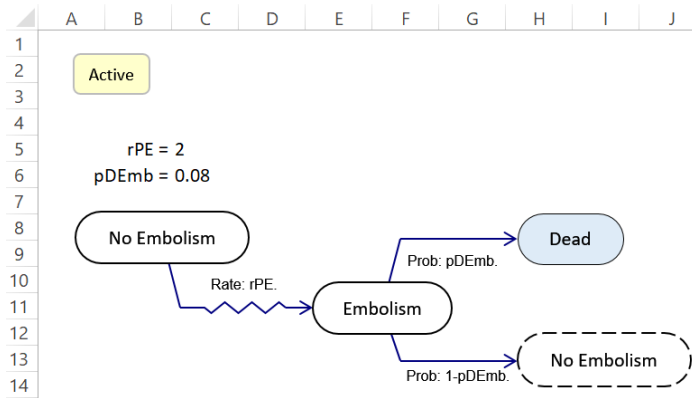 A B C D E F G H I J
1
2
Active
3
4
5
rPE = 2
6
pDEmb = 0.08
7
8
No Embolism
Dead
9
Prob: pDEmb.
10
Rate: rPE.
11
Embolism
12
13
No Embolism
Prob: 1-pDEmb.
14